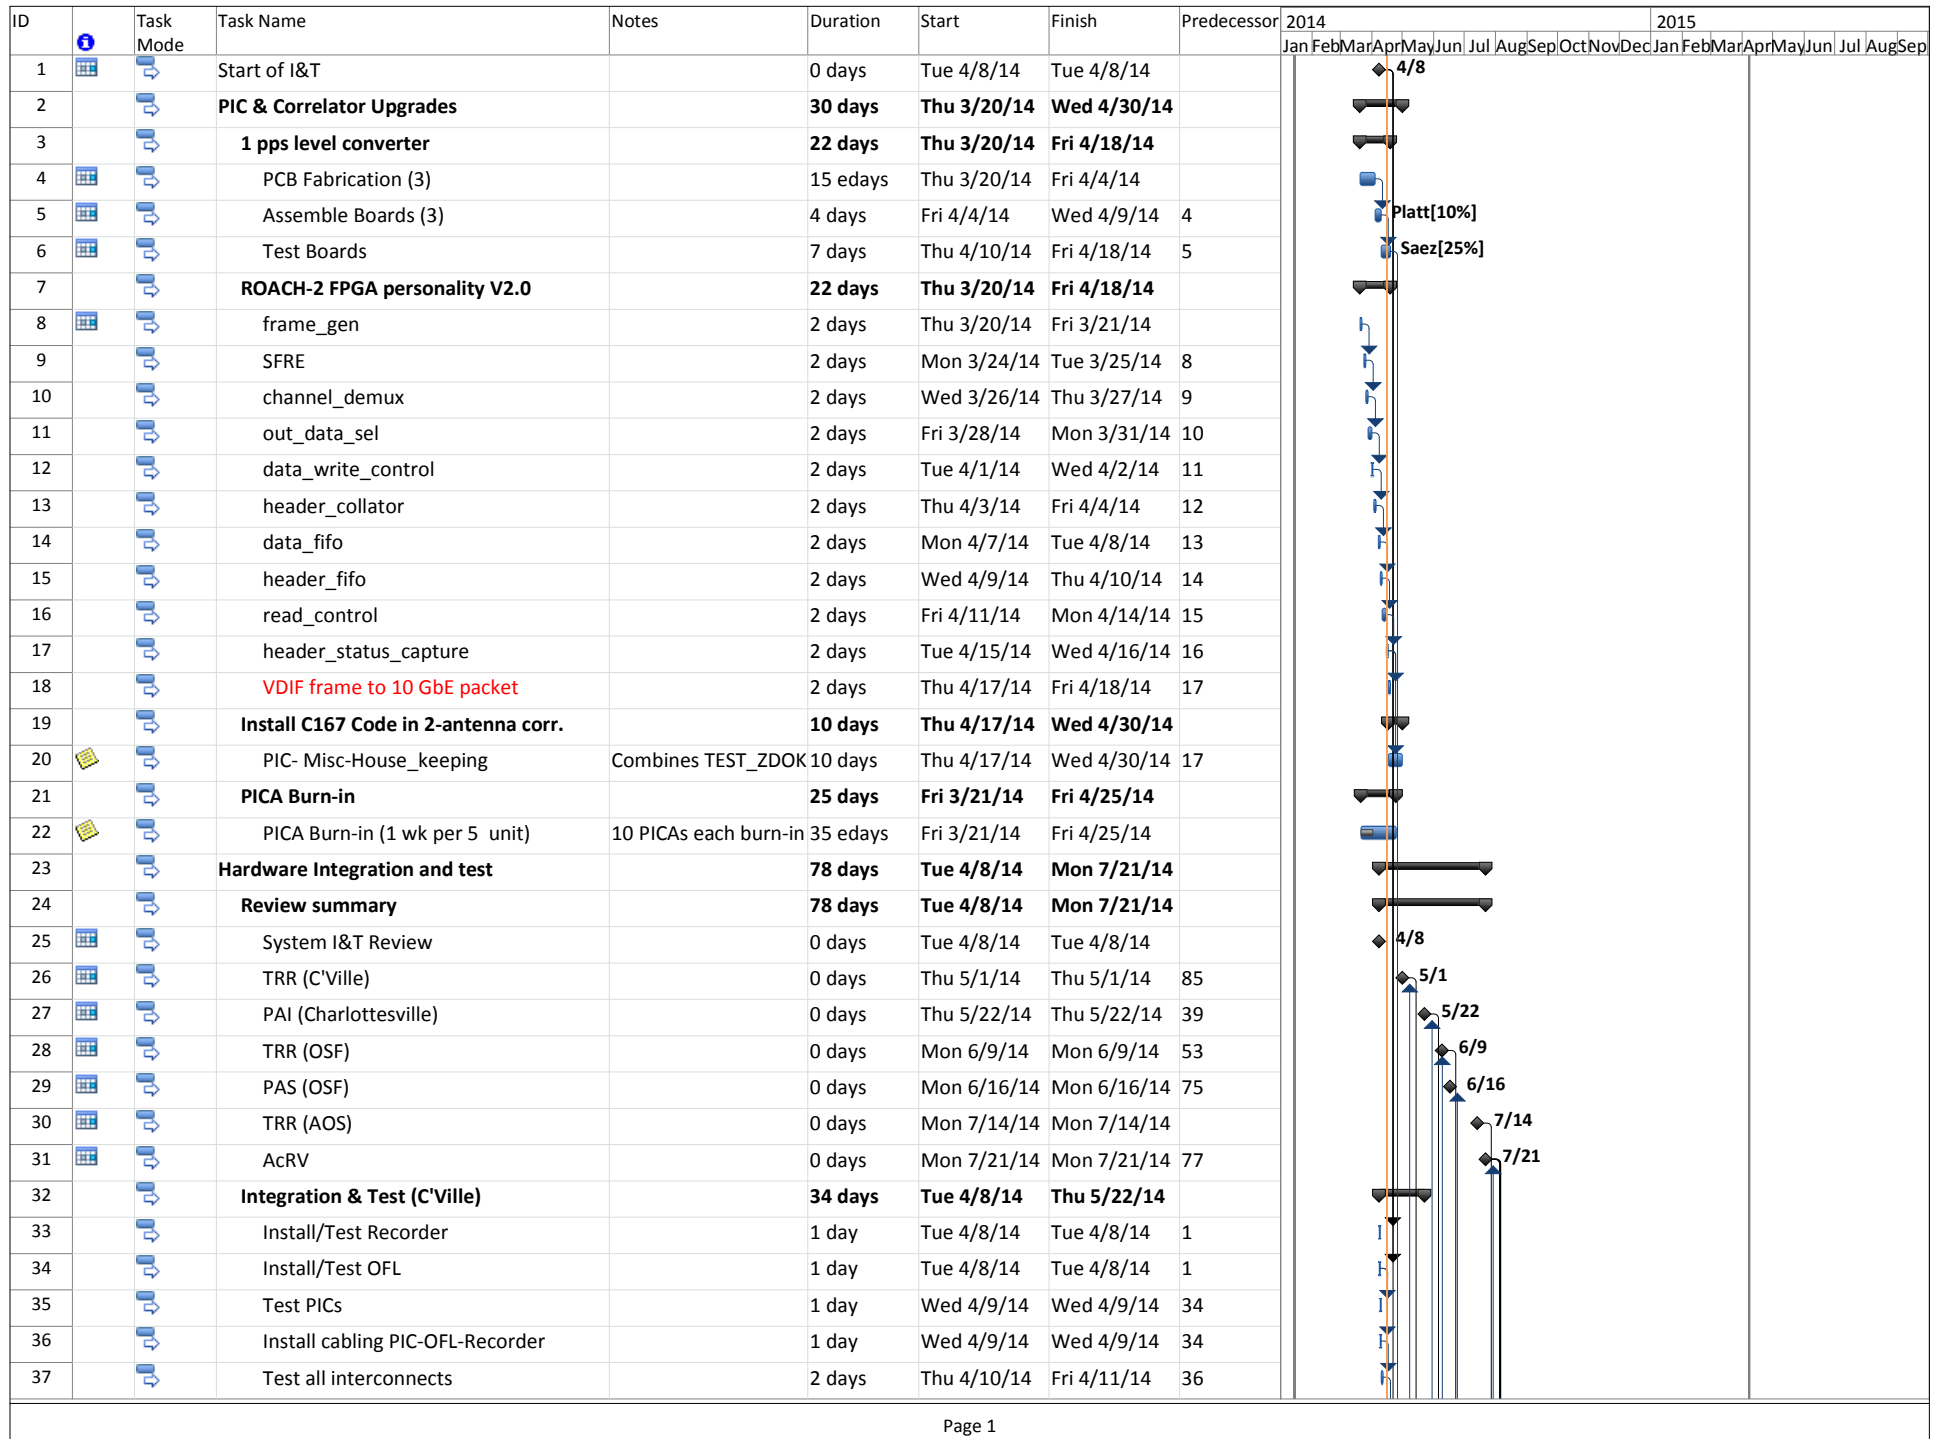 ID Task Mode Task Name Notes Duration Start Finish Predecessor 2014 2015
Jan Feb Mar Apr May Jun Jul Aug Sep Oct Nov Dec Jan Feb Mar Apr May Jun Jul Aug Sep
1 Start of I&T 0 days Tue 4/8/14 Tue 4/8/14 4/8
2 PIC & Correlator Upgrades 30 days Thu 3/20/14 Wed 4/30/14
3 1 pps level converter 22 days Thu 3/20/14 Fri 4/18/14
4 PCB Fabrication (3) 15 edays Thu 3/20/14 Fri 4/4/14
5 Assemble Boards (3) 4 days Fri 4/4/14 Wed 4/9/14 4 Platt[10%]
6 Test Boards 7 days Thu 4/10/14 Fri 4/18/14 5 Saez[25%]
7 ROACH-2 FPGA personality V2.0 22 days Thu 3/20/14 Fri 4/18/14
8 frame_gen 2 days Thu 3/20/14 Fri 3/21/14
9 SFRE 2 days Mon 3/24/14 Tue 3/25/14 8
10 channel_demux 2 days Wed 3/26/14 Thu 3/27/14 9
11 out_data_sel 2 days Fri 3/28/14 Mon 3/31/14 10
12 data_write_control 2 days Tue 4/1/14 Wed 4/2/14 11
13 header_collator 2 days Thu 4/3/14 Fri 4/4/14 12
14 data_fifo 2 days Mon 4/7/14 Tue 4/8/14 13
15 header_fifo 2 days Wed 4/9/14 Thu 4/10/14 14
16 read_control 2 days Fri 4/11/14 Mon 4/14/14 15
17 header_status_capture 2 days Tue 4/15/14 Wed 4/16/14 16
18 VDIF frame to 10 GbE packet 2 days Thu 4/17/14 Fri 4/18/14 17
19 Install C167 Code in 2-antenna corr. 10 days Thu 4/17/14 Wed 4/30/14
20 PIC- Misc-House_keeping Combines TEST_ZDOK 10 days Thu 4/17/14 Wed 4/30/14 17
21 PICA Burn-in 25 days Fri 3/21/14 Fri 4/25/14
22 PICA Burn-in (1 wk per 5 unit) 10 PICAs each burn-in 35 edays Fri 3/21/14 Fri 4/25/14
23 Hardware Integration and test 78 days Tue 4/8/14 Mon 7/21/14
24 Review summary 78 days Tue 4/8/14 Mon 7/21/14
25 System I&T Review 0 days Tue 4/8/14 Tue 4/8/14 4/8
26 TRR (C'Ville) 0 days Thu 5/1/14 Thu 5/1/14 85 5/1
27 PAI (Charlottesville) 0 days Thu 5/22/14 Thu 5/22/14 39 5/22
28 TRR (OSF) 0 days Mon 6/9/14 Mon 6/9/14 53 6/9
29 PAS (OSF) 0 days Mon 6/16/14 Mon 6/16/14 75 6/16
30 TRR (AOS) 0 days Mon 7/14/14 Mon 7/14/14 7/14
31 AcRV 0 days Mon 7/21/14 Mon 7/21/14 77 7/21
32 Integration & Test (C'Ville) 34 days Tue 4/8/14 Thu 5/22/14
33 Install/Test Recorder 1 day Tue 4/8/14 Tue 4/8/14 1
34 Install/Test OFL 1 day Tue 4/8/14 Tue 4/8/14 1
35 Test PICs 1 day Wed 4/9/14 Wed 4/9/14 34
36 Install cabling PIC-OFL-Recorder 1 day Wed 4/9/14 Wed 4/9/14 34
37 Test all interconnects 2 days Thu 4/10/14 Fri 4/11/14 36
Page 1